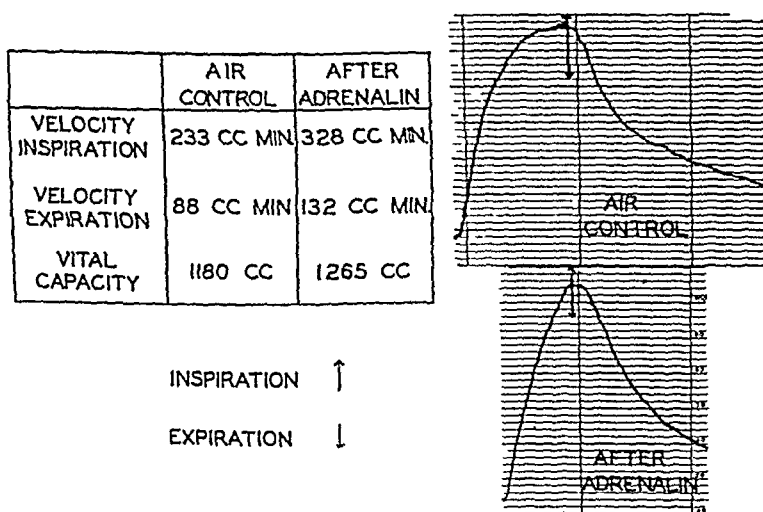 AIR CONTROL
AFTER ADRENALIN
VELOCITY INSPIRATION
233 CC MIN.
328 CC MIN.
VELOCITY EXPIRATION
88 CC MIN
132 CC MIN.
VITAL CAPACITY
1180 CC
1265 CC
INSPIRATION ↑
EXPIRATION ↓
AIR
CONTROL
AFTER
ADRENALIN